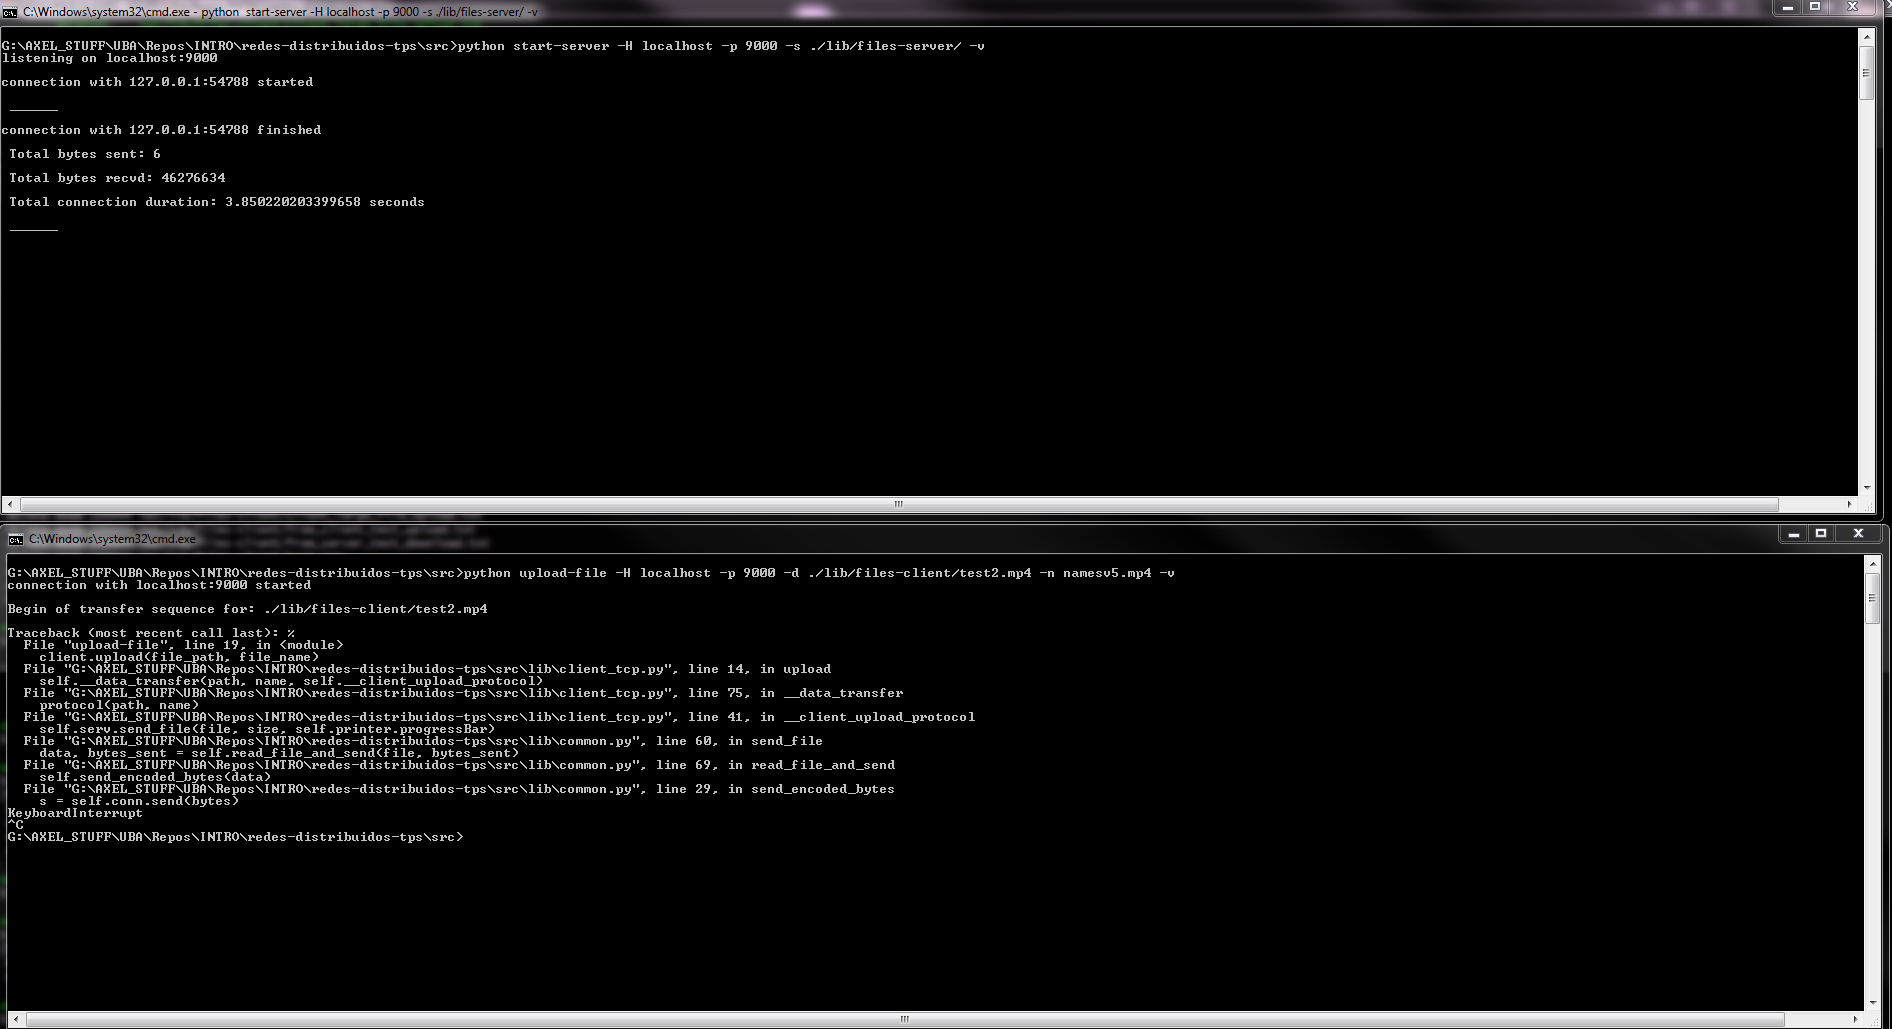 C:\Windows\system32\cmd.exe - python  start-server -H localhost -p 9000 -s ./lib/files-server/ -v
G:\AXEL_STUFF\UBA\Repos\INTRO\redes-distribuidos-tps\src>python start-server -H localhost -p 9000 -s ./lib/files-server/ -v
listening on localhost:9000
connection with 127.0.0.1:54788 started
______
connection with 127.0.0.1:54788 finished
Total bytes sent: 6
Total bytes recvd: 46276634
Total connection duration: 3.850220203399658 seconds
______
C:\Windows\system32\cmd.exe
G:\AXEL_STUFF\UBA\Repos\INTRO\redes-distribuidos-tps\src>python upload-file -H localhost -p 9000 -d ./lib/files-client/test2.mp4 -n namesv5.mp4 -v
connection with localhost:9000 started
Begin of transfer sequence for: ./lib/files-client/test2.mp4
Traceback (most recent call last): %
File "upload-file", line 19, in <module>
client.upload(file_path, file_name)
File "G:\AXEL_STUFF\UBA\Repos\INTRO\redes-distribuidos-tps\src\lib\client_tcp.py", line 14, in upload
self.__data_transfer(path, name, self.__client_upload_protocol)
File "G:\AXEL_STUFF\UBA\Repos\INTRO\redes-distribuidos-tps\src\lib\client_tcp.py", line 75, in __data_transfer
protocol(path, name)
File "G:\AXEL_STUFF\UBA\Repos\INTRO\redes-distribuidos-tps\src\lib\client_tcp.py", line 41, in __client_upload_protocol
self.serv.send_file(file, size, self.printer.progressBar)
File "G:\AXEL_STUFF\UBA\Repos\INTRO\redes-distribuidos-tps\src\lib\common.py", line 60, in send_file
data, bytes_sent = self.read_file_and_send(file, bytes_sent)
File "G:\AXEL_STUFF\UBA\Repos\INTRO\redes-distribuidos-tps\src\lib\common.py", line 69, in read_file_and_send
self.send_encoded_bytes(data)
File "G:\AXEL_STUFF\UBA\Repos\INTRO\redes-distribuidos-tps\src\lib\common.py", line 29, in send_encoded_bytes
s = self.conn.send(bytes)
KeyboardInterrupt
^C
G:\AXEL_STUFF\UBA\Repos\INTRO\redes-distribuidos-tps\src>